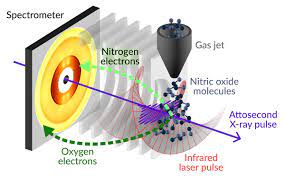 Spectrometer
Gas jet
Nitrogen
electrons
Nitric oxide
molecules
Attosecond
X-ray pulse
Oxygen
electrons
Infrared
laser pulse